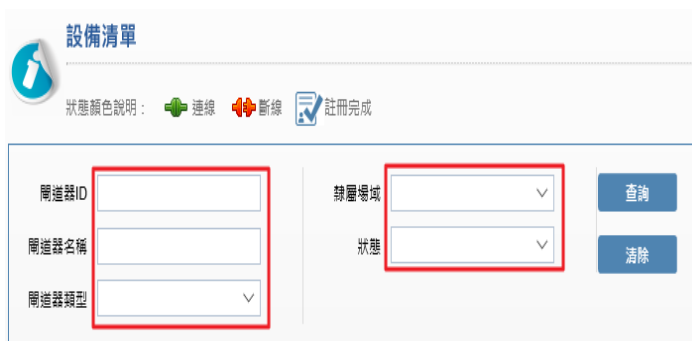 設備清單
狀態顏色說明： 連線 斷線 註冊完成
閘道器ID
隸屬場域
查詢
閘道器名稱
狀態
清除
閘道器類型